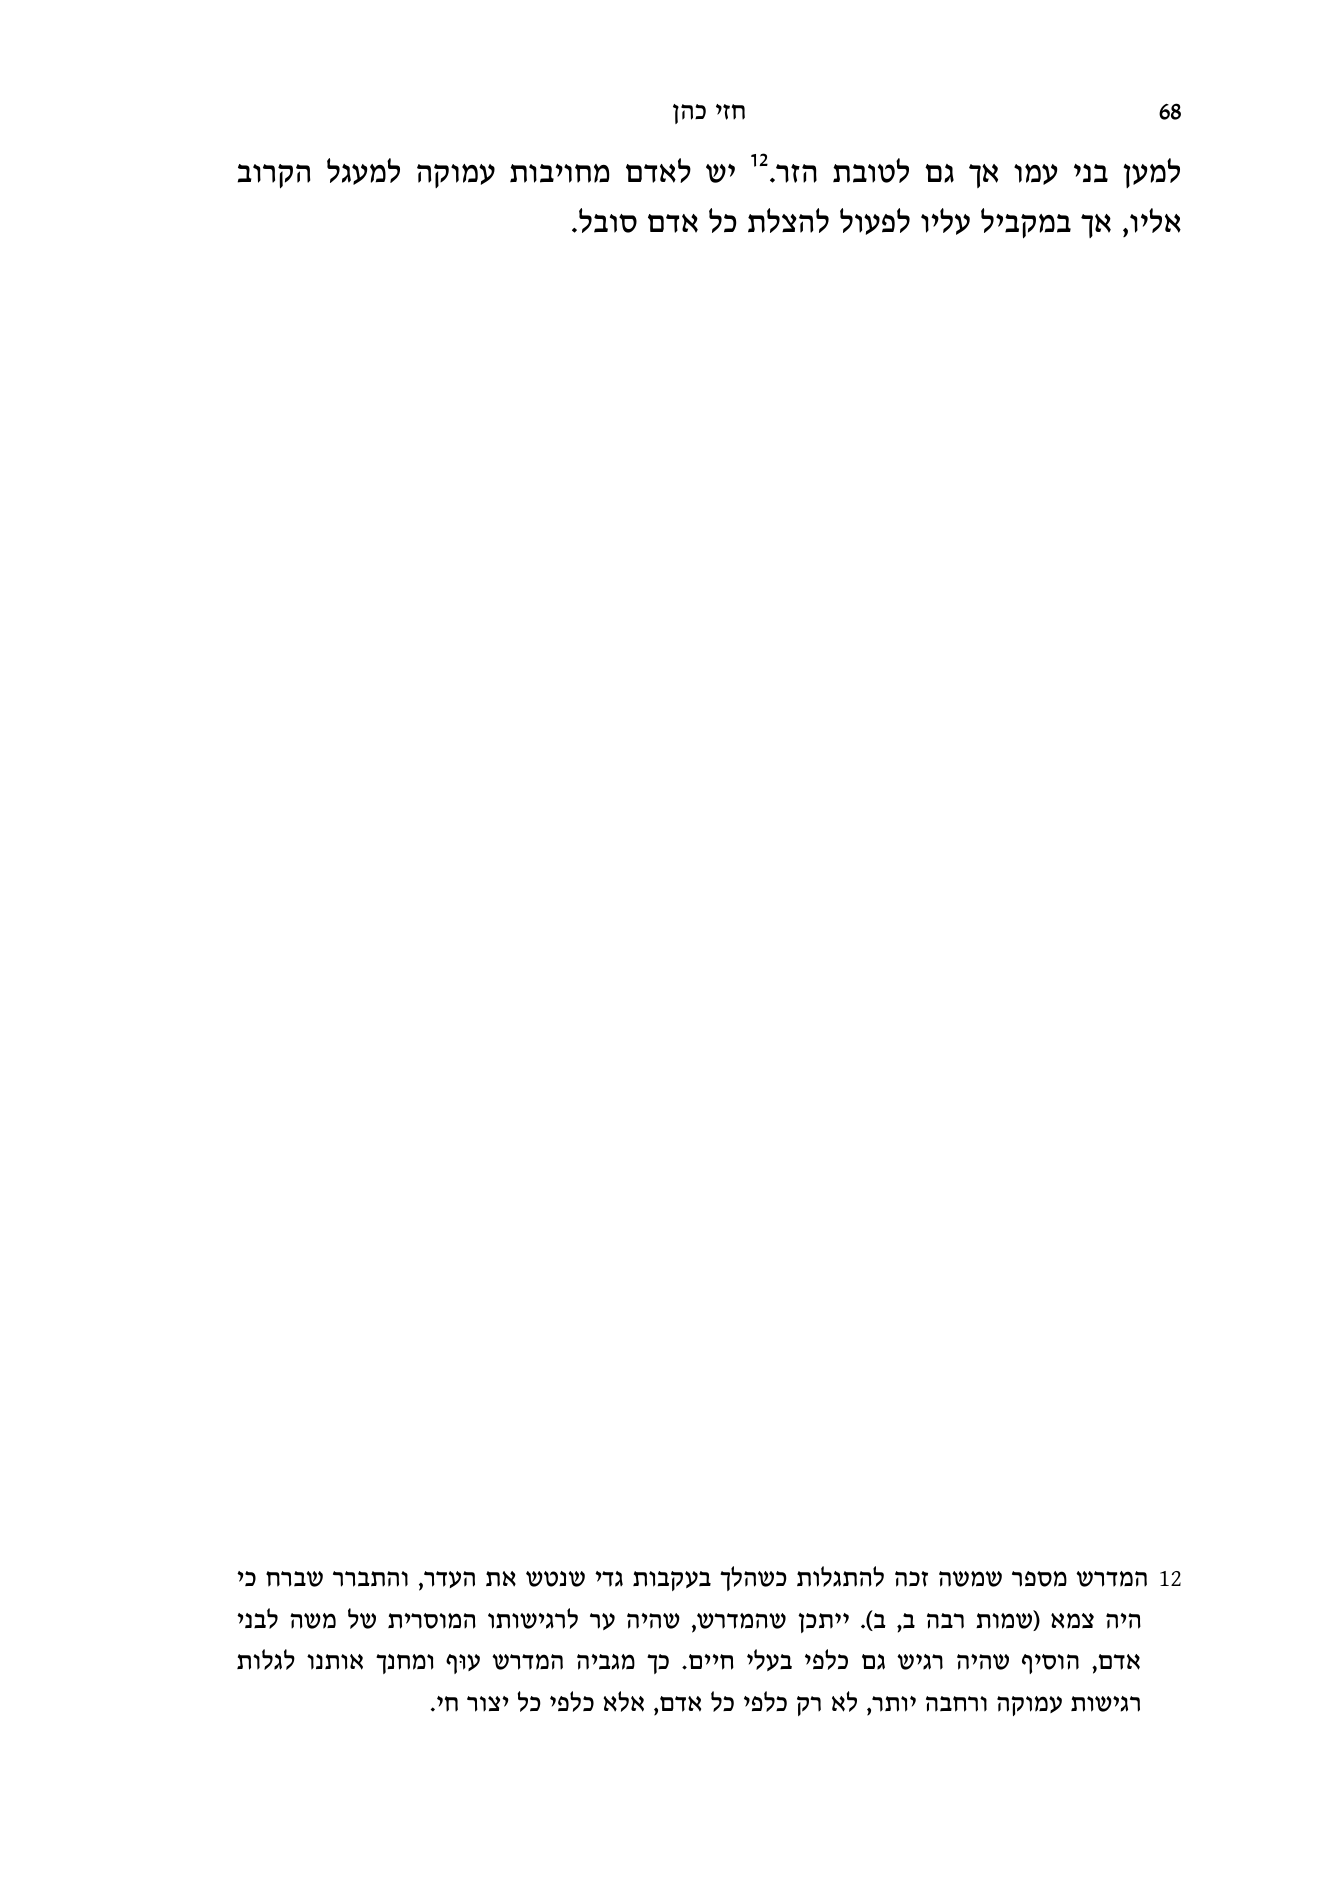 68 חזי כהן
למען בני עמו אך גם לטובת הזר.12 יש לאדם מחויבות עמוקה למעגל הקרוב
אליו, אך במקביל עליו לפעול להצלת כל אדם סובל.
12 המדרש מספר שמשה זכה להתגלות כשהלך בעקבות גדי שנטש את העדר, והתברר שברח כי
היה צמא (שמות רבה ב, ב). ייתכן שהמדרש, שהיה ער לרגישותו המוסרית של משה לבני
אדם, הוסיף שהיה רגיש גם כלפי בעלי חיים. כך מגביה המדרש עוּף ומחנך אותנו לגלות
רגישות עמוקה ורחבה יותר, לא רק כלפי כל אדם, אלא כלפי כל יצור חי.